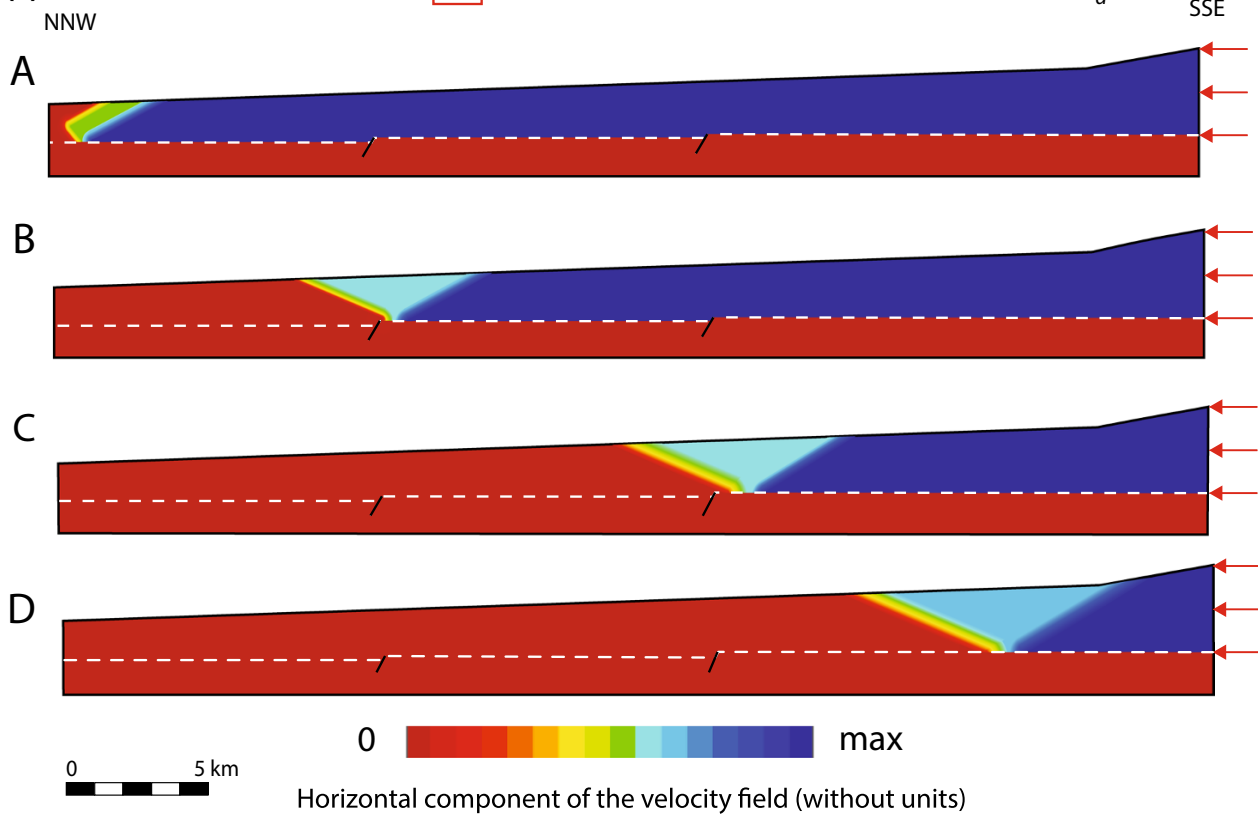 NNW
SSE
A
B
C
D
0 max
0 5 km
Horizontal component of the velocity field (without units)